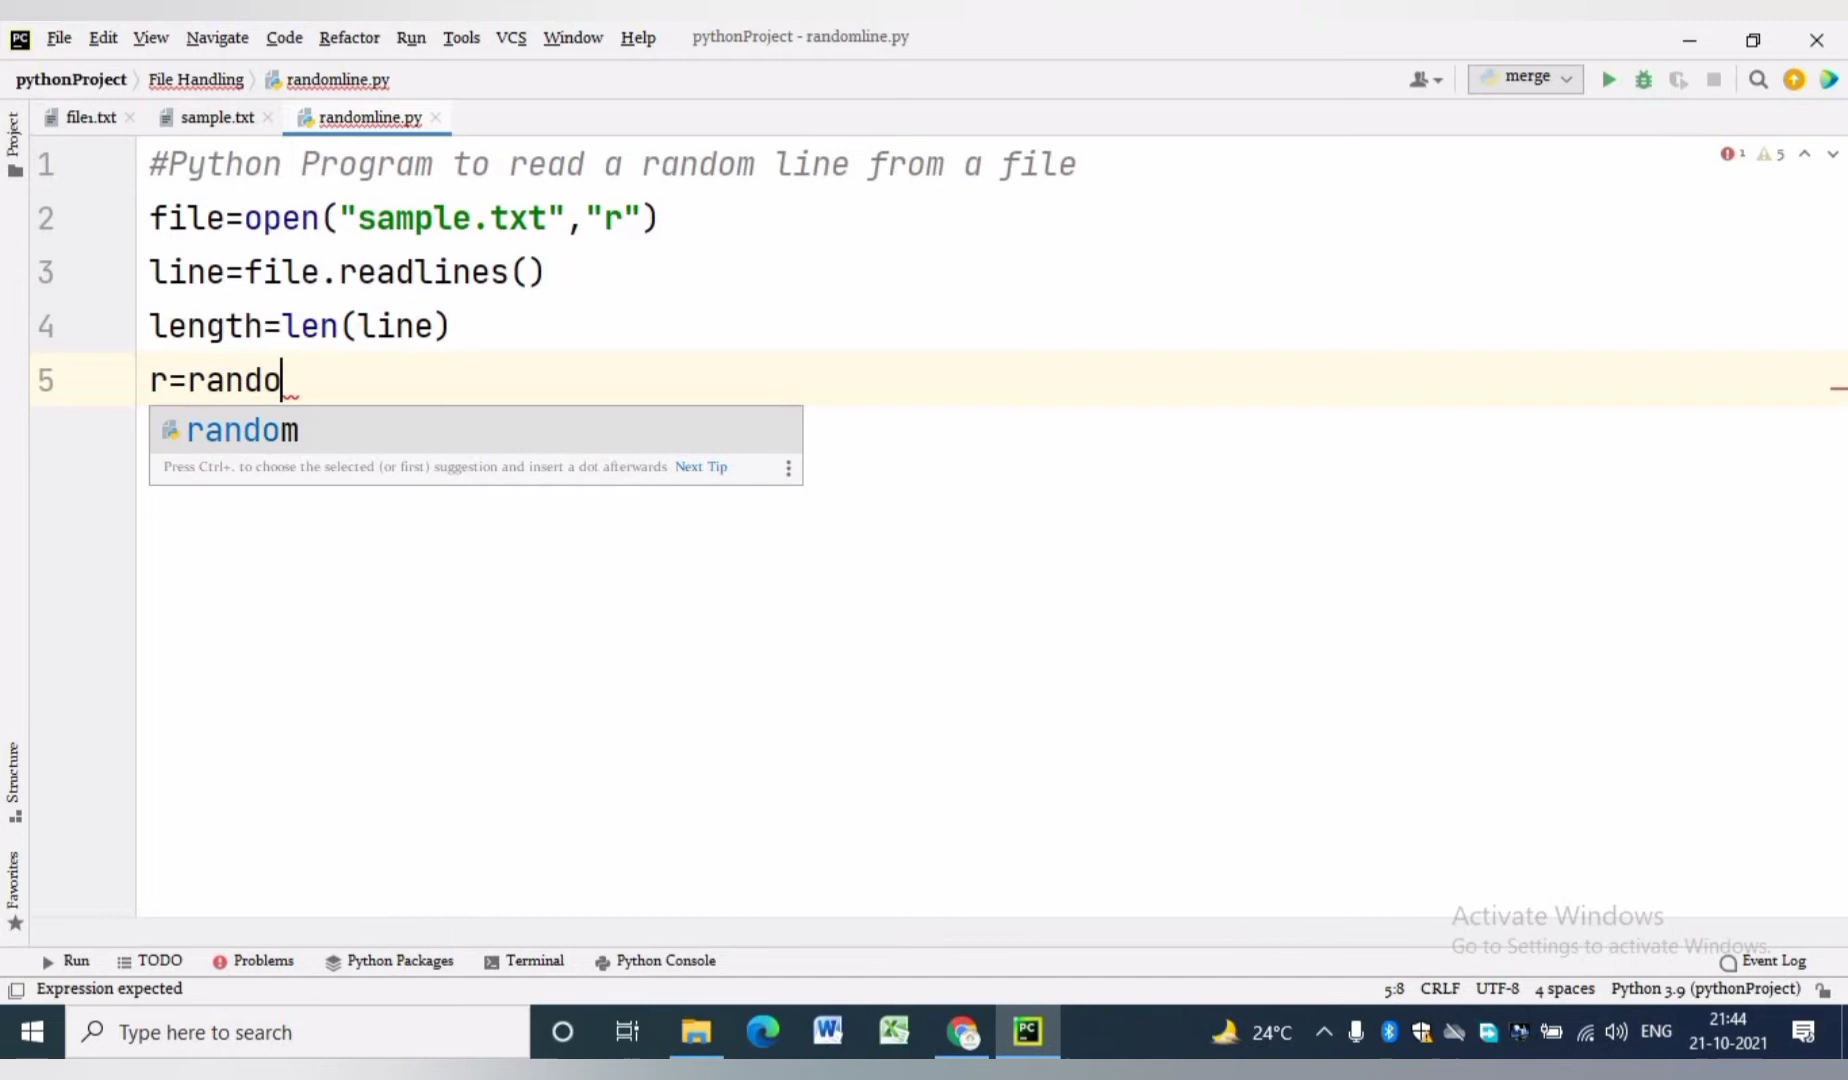 PC File Edit View Navigate Code Refactor Run Tools VCS Window Help pythonProject - randomline.py
pythonProject File Handling randomline.py merge
file1.txt sample.txt randomline.py
Project
1 #Python Program to read a random line from a file 1 5
2 file=open("sample.txt","r")
3 line=file.readlines()
4 length=len(line)
5 r=rando
random
Press Ctrl+. to choose the selected (or first) suggestion and insert a dot afterwards Next Tip
Structure
Favorites
Activate Windows
Go to Settings to activate Windows.
Run TODO Problems Python Packages Terminal Python Console Event Log
Expression expected 5:8 CRLF UTF-8 4 spaces Python 3.9 (pythonProject)
Type here to search PC 24°C ENG 21:44
21-10-2021